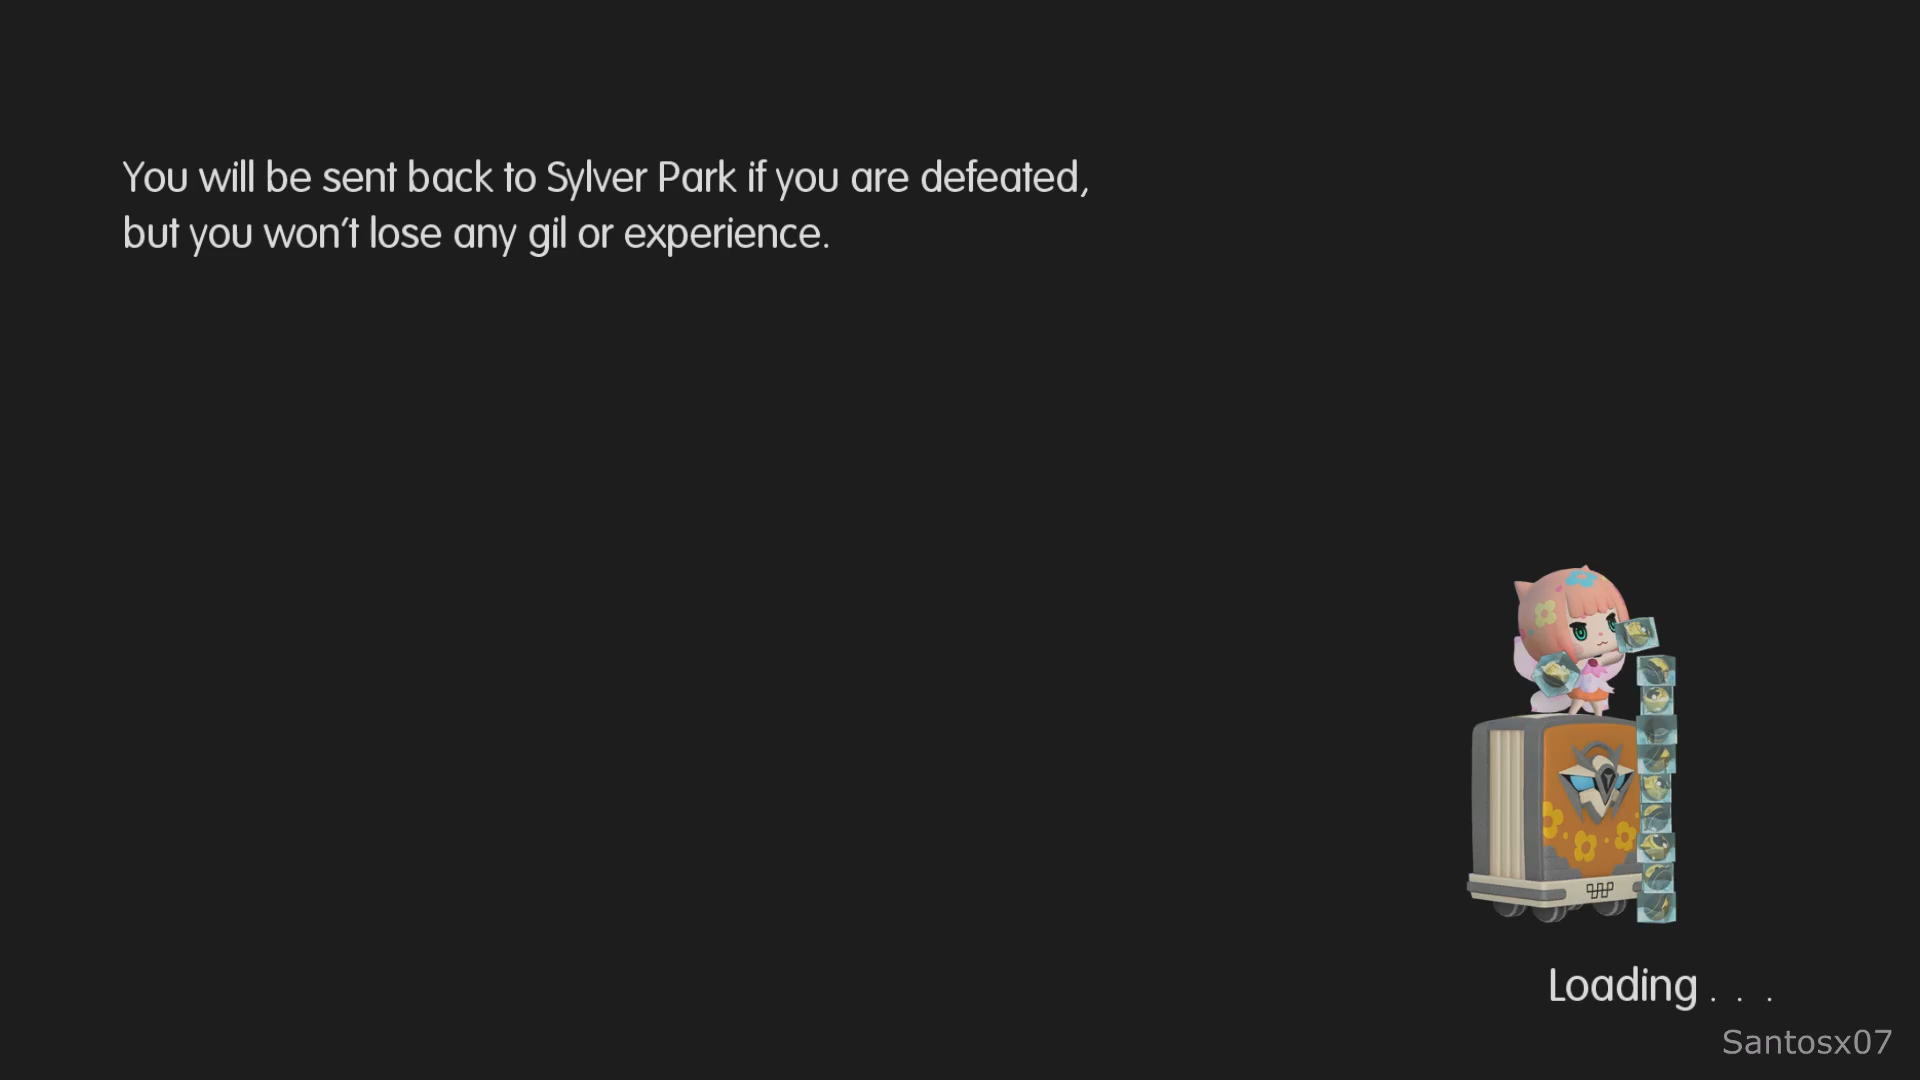 You will be sent back to Sylver Park if you are defeated,
but you won't lose any gil or experience.
Loading . . .
Santosx07